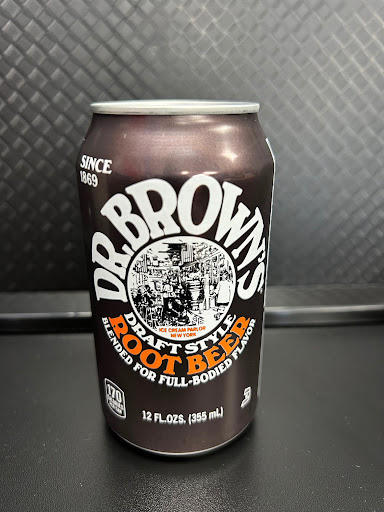 SINCE
1869
DR. BROWN'S
ICE CREAM PARLOR
NEW YORK
DRAFT STYLE
ROOT BEER
BLENDED FOR FULL-BODIED FLAVOR
170
12 FL.OZS. (355 mL)